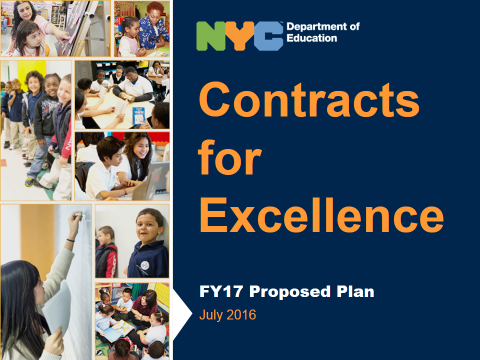 NYC Department of
Education
Contracts
for
Excellence
FY17 Proposed Plan
July 2016